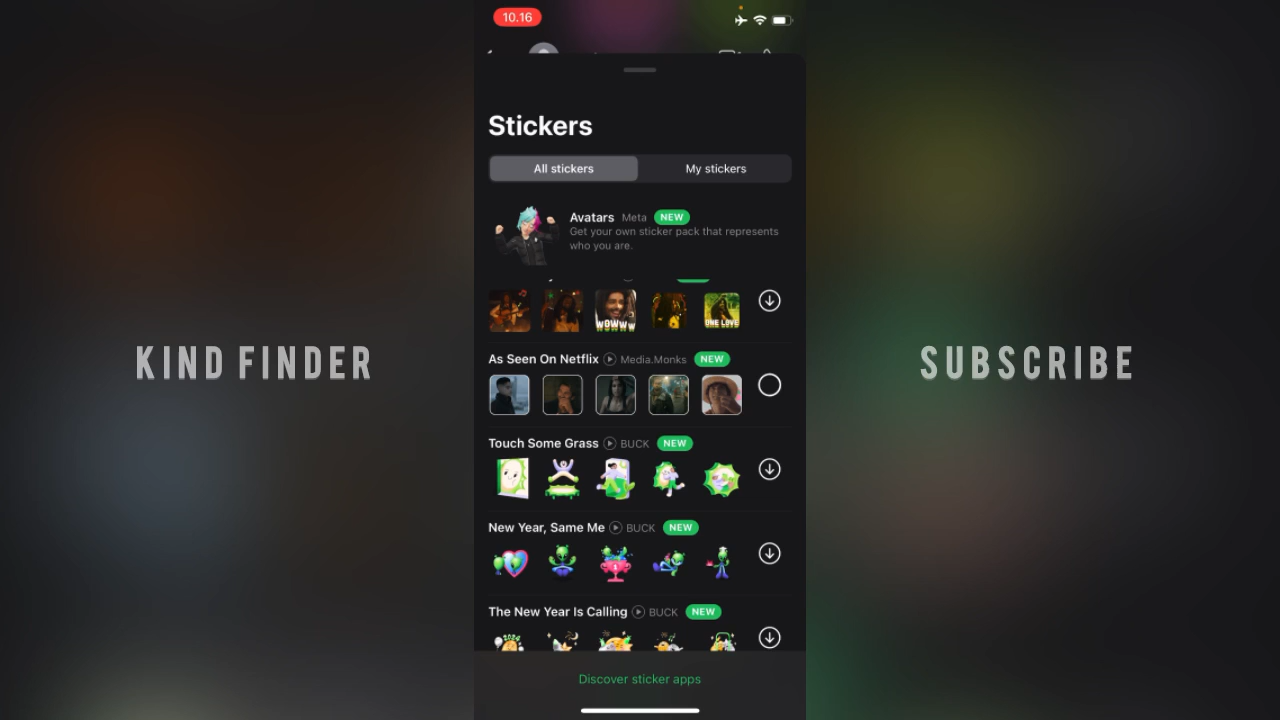 10.16
Stickers
All stickers
My stickers
Avatars Meta NEW
Get your own sticker pack that represents
who you are.
WOWWW
ONE LOVE
As Seen On Netflix Media.Monks NEW
KIND FINDER
SUBSCRIBE
Touch Some Grass BUCK NEW
New Year, Same Me BUCK NEW
The New Year Is Calling BUCK NEW
2024
Discover sticker apps